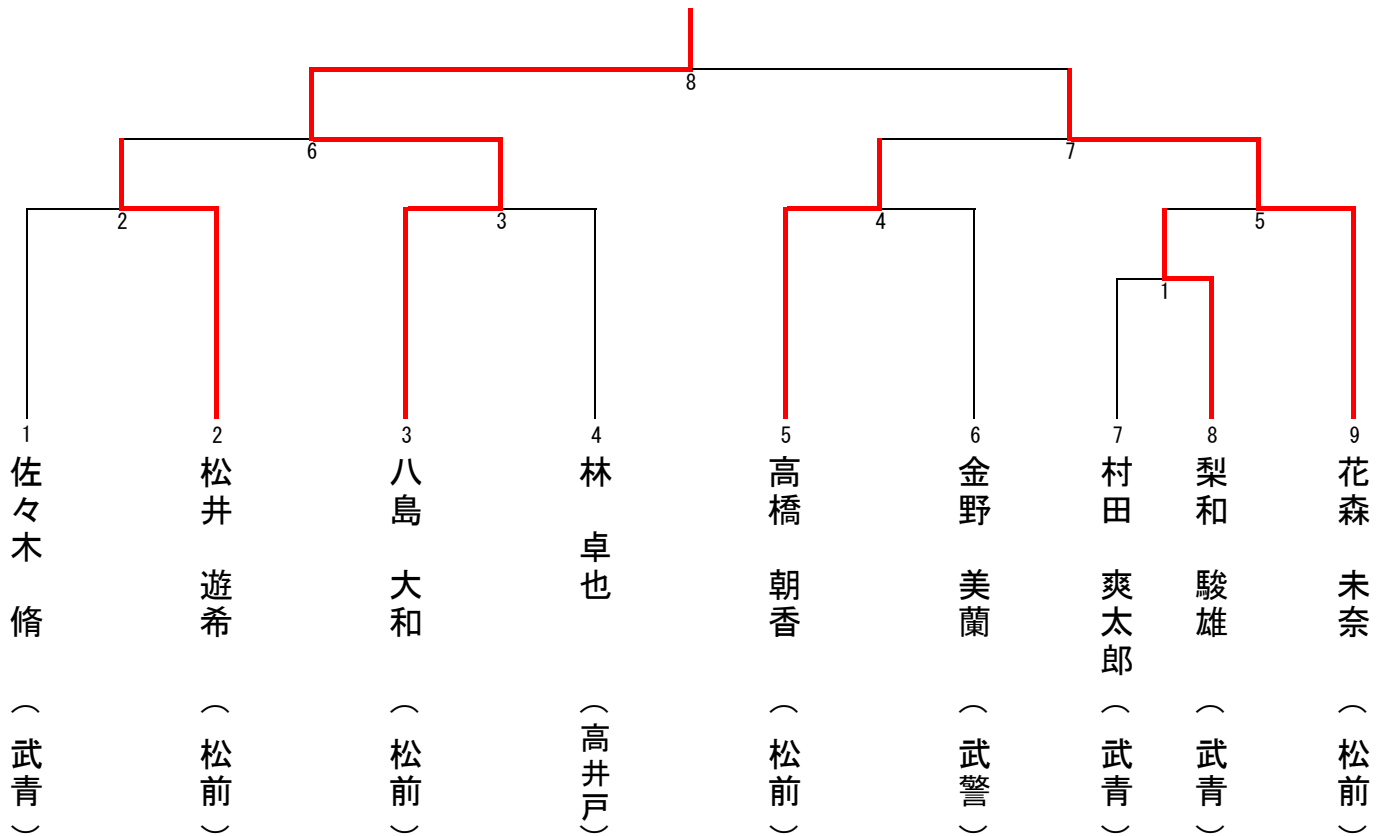 8
6
7
2
3
4
5
1
1
2
3
4
5
6
7
8
9
佐々木 脩 （武青）
松井 遊希 （松前）
八島 大和 （松前）
林 卓也 （高井戸）
高橋 朝香 （松前）
金野 美蘭 （武警）
村田 爽太郎 （武青）
梨和 駿雄 （武青）
花森 未奈 （松前）